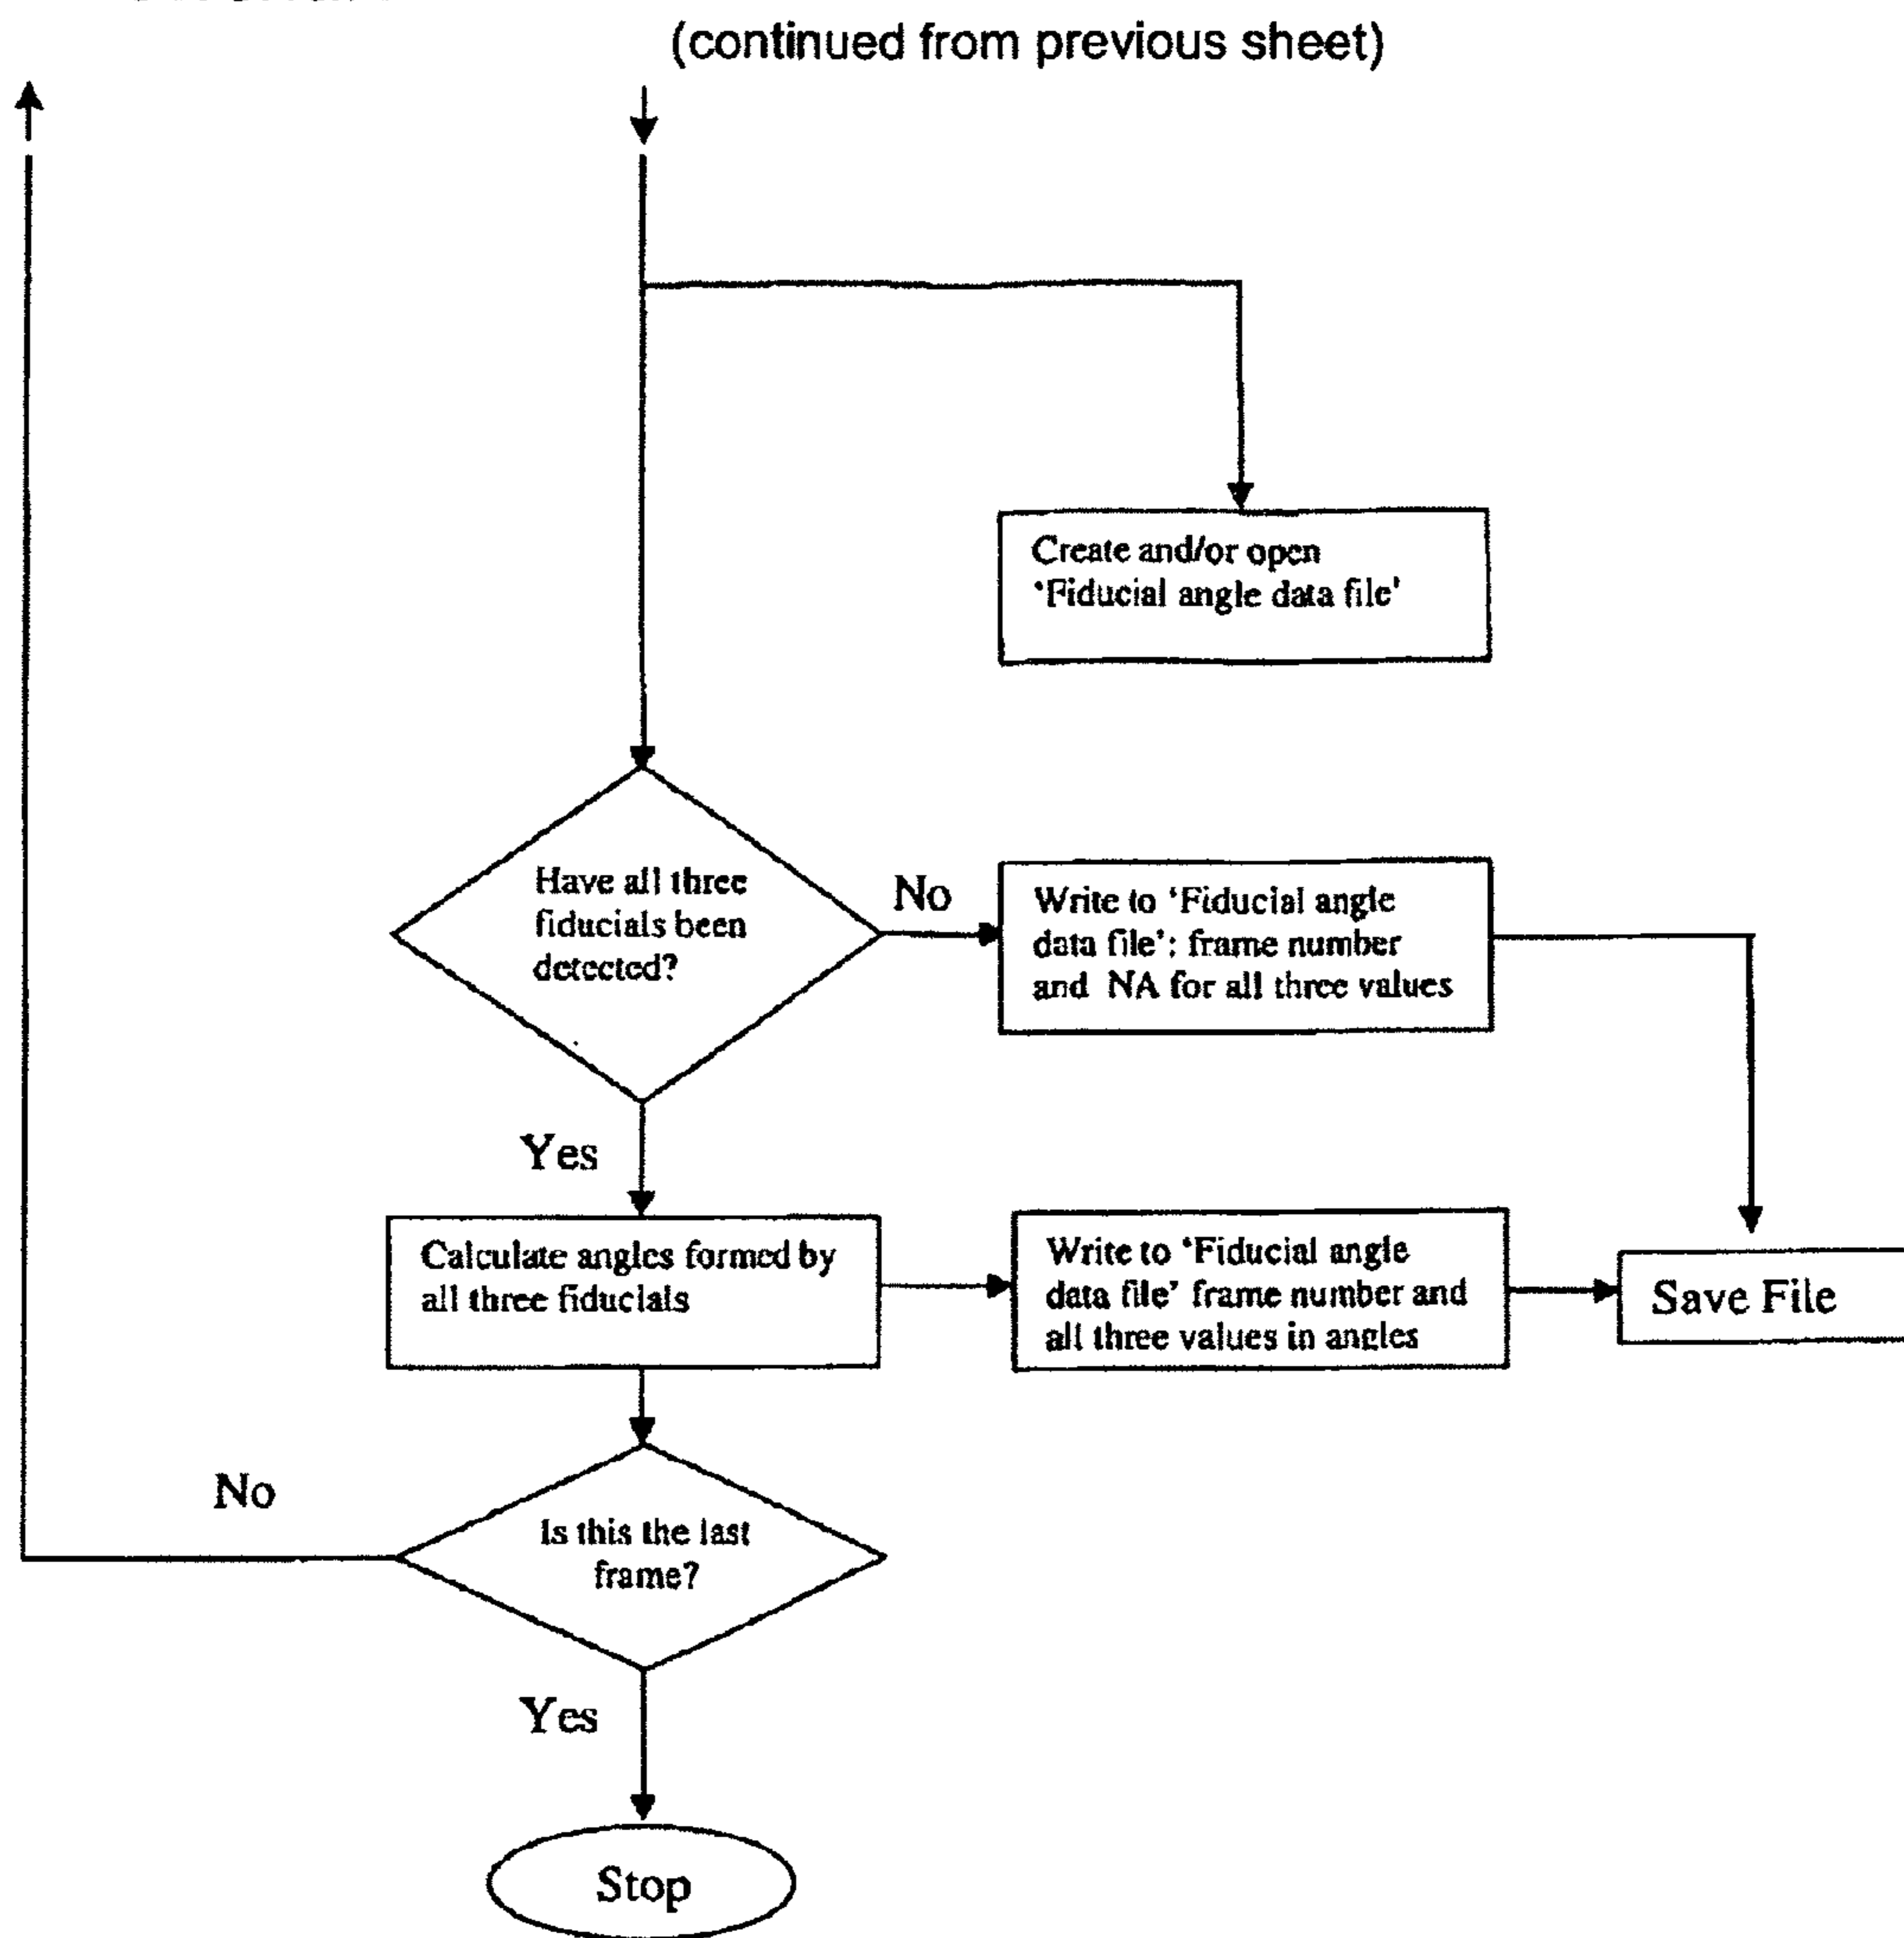 (continued from previous sheet)
Create and/or open
‘Fiducial angle data file’
Have all three
fiducials been
detected?
No
Write to ‘Fiducial angle
data file’: frame number
and NA for all three values
Yes
Calculate angles formed by
all three fiducials
Write to ‘Fiducial angle
data file’ frame number and
all three values in angles
Save File
No
Is this the last
frame?
Yes
Stop